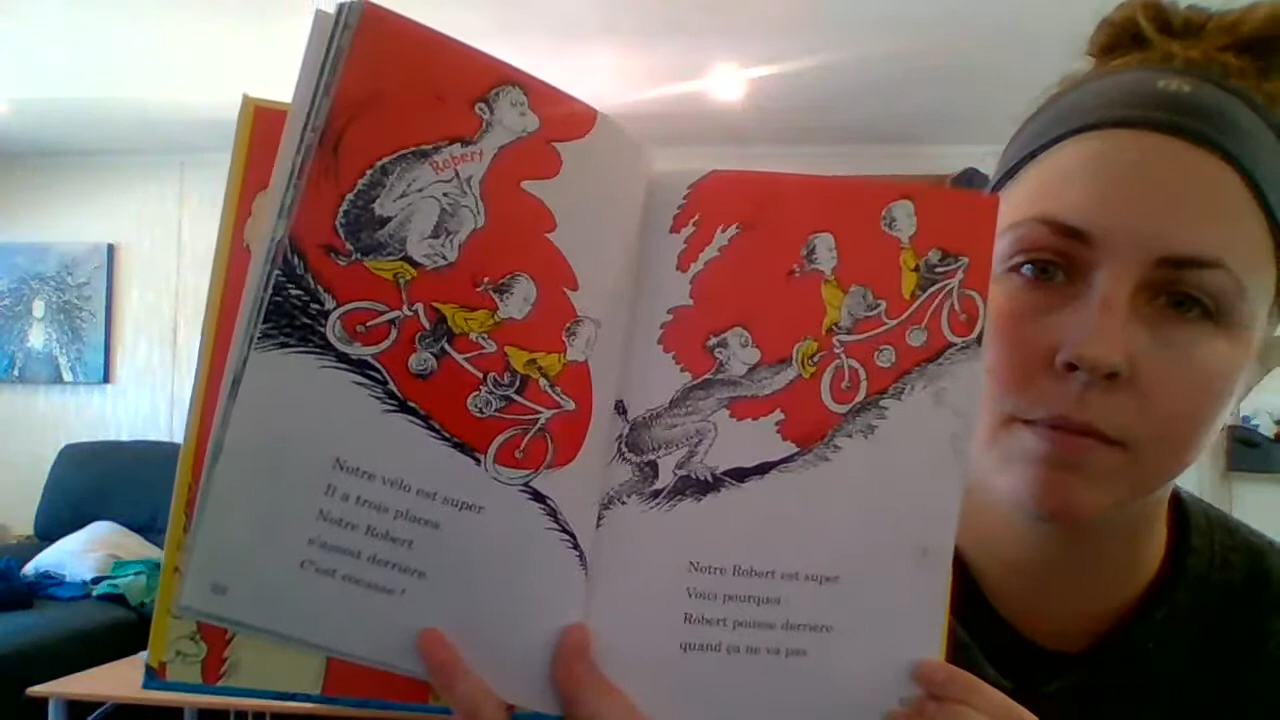 Robert
Notre vélo est super
Il a trois places.
Notre Robert
s'assoit derrière.
C'est cocasse !
Notre Robert est super
Voici pourquoi
Robert pousse derrière
quand ça ne va pas